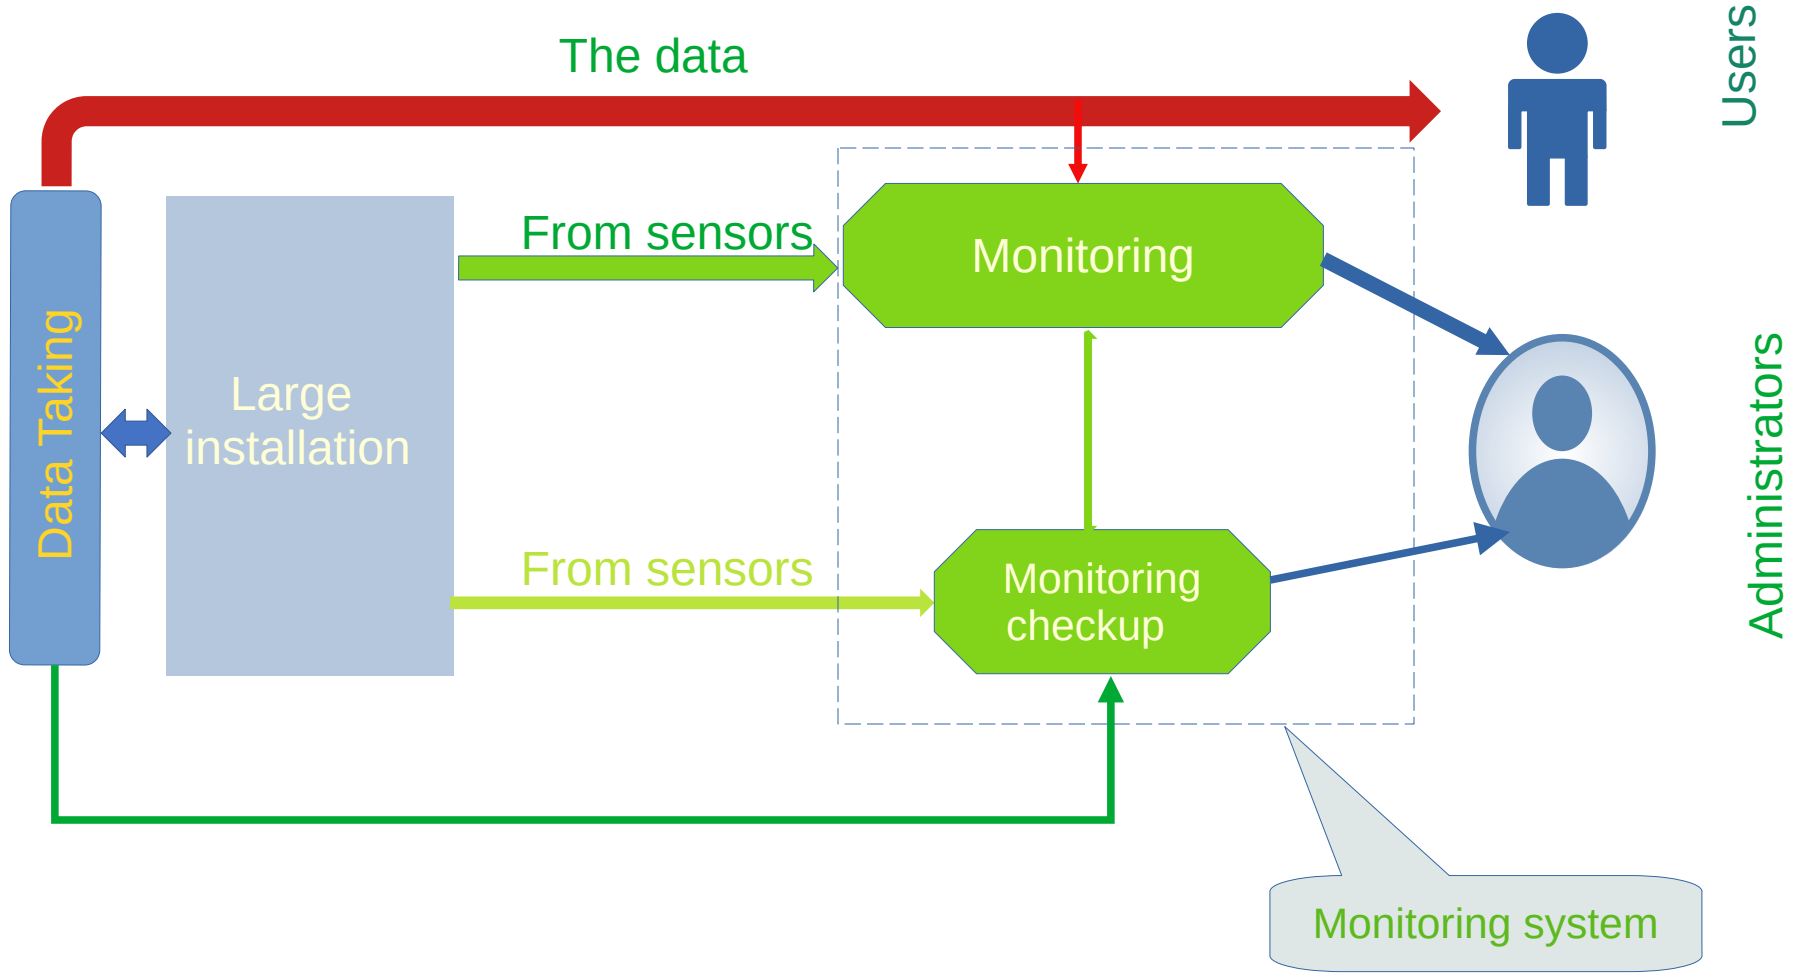 The data
Users
From sensors
Monitoring
Data Taking
Large
installation
Administrators
From sensors
Monitoring
checkup
Monitoring system